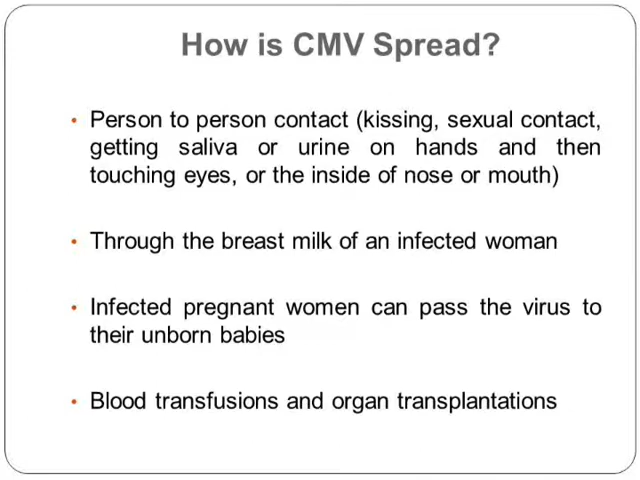 How is CMV Spread?
• Person to person contact (kissing, sexual contact,
getting saliva or urine on hands and then
touching eyes, or the inside of nose or mouth)
• Through the breast milk of an infected woman
• Infected pregnant women can pass the virus to
their unborn babies
• Blood transfusions and organ transplantations